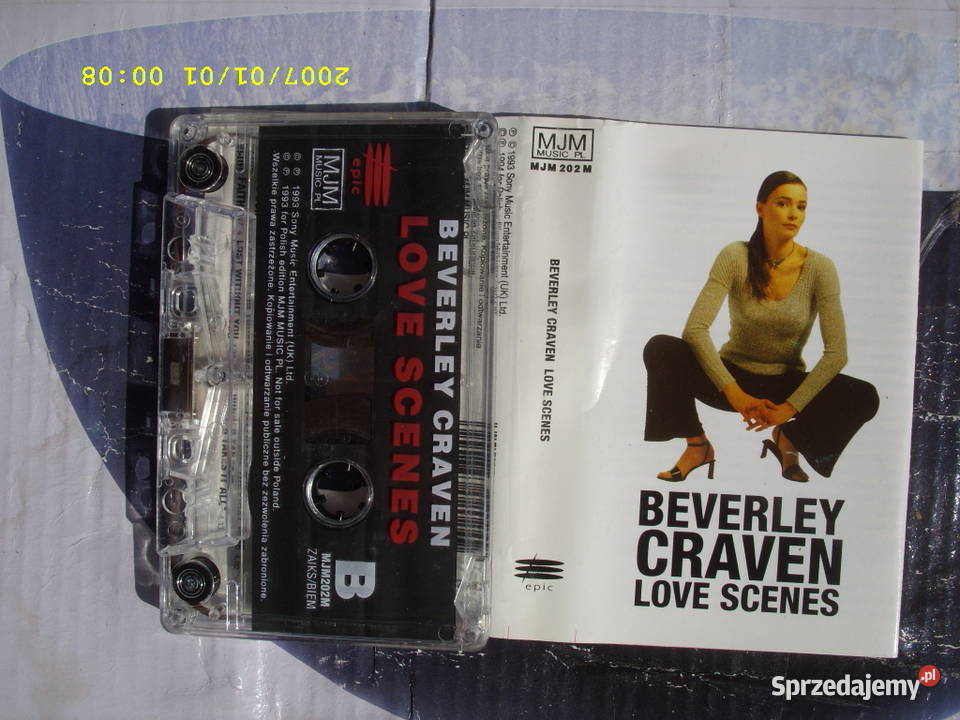 2007/01/01 00:08
BEVERLEY CRAVEN
LOVE SCENES
epic
MJM
MUSIC PL
℗ © 1993 Sony Music Entertainment (UK) Ltd.
© ℗ 1993 for Polish edition MJM MUSIC PL. Not for sale outside Poland.
Wszelkie prawa zastrzeżone. Kopiowanie i odtwarzanie publiczne bez zezwolenia zabronione.
B
MJM202M
ZAIKS/BIEM
℗ © 1993 Sony Music Entertainment (UK) Ltd.
Kopiowanie i odtwarzanie
BEVERLEY CRAVEN LOVE SCENES
epic
MJM
MUSIC PL
MJM 202 M
BEVERLEY
CRAVEN
LOVE SCENES
Sprzedajemy.pl